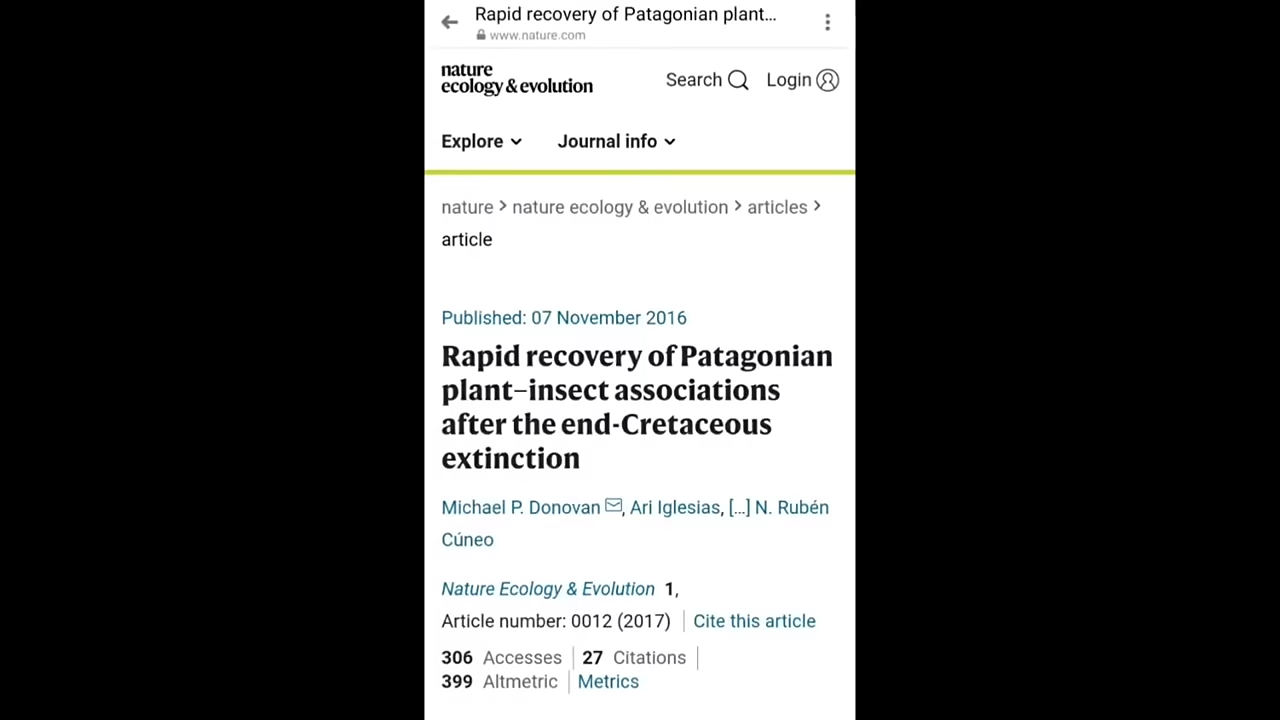 Rapid recovery of Patagonian plant...
www.nature.com
nature
ecology & evolution
Search
Login
Explore
Journal info
nature > nature ecology & evolution > articles >
article
Published: 07 November 2016
Rapid recovery of Patagonian
plant–insect associations
after the end-Cretaceous
extinction
Michael P. Donovan, Ari Iglesias, [...] N. Rubén
Cúneo
Nature Ecology & Evolution 1,
Article number: 0012 (2017) | Cite this article
306 Accesses | 27 Citations |
399 Altmetric | Metrics